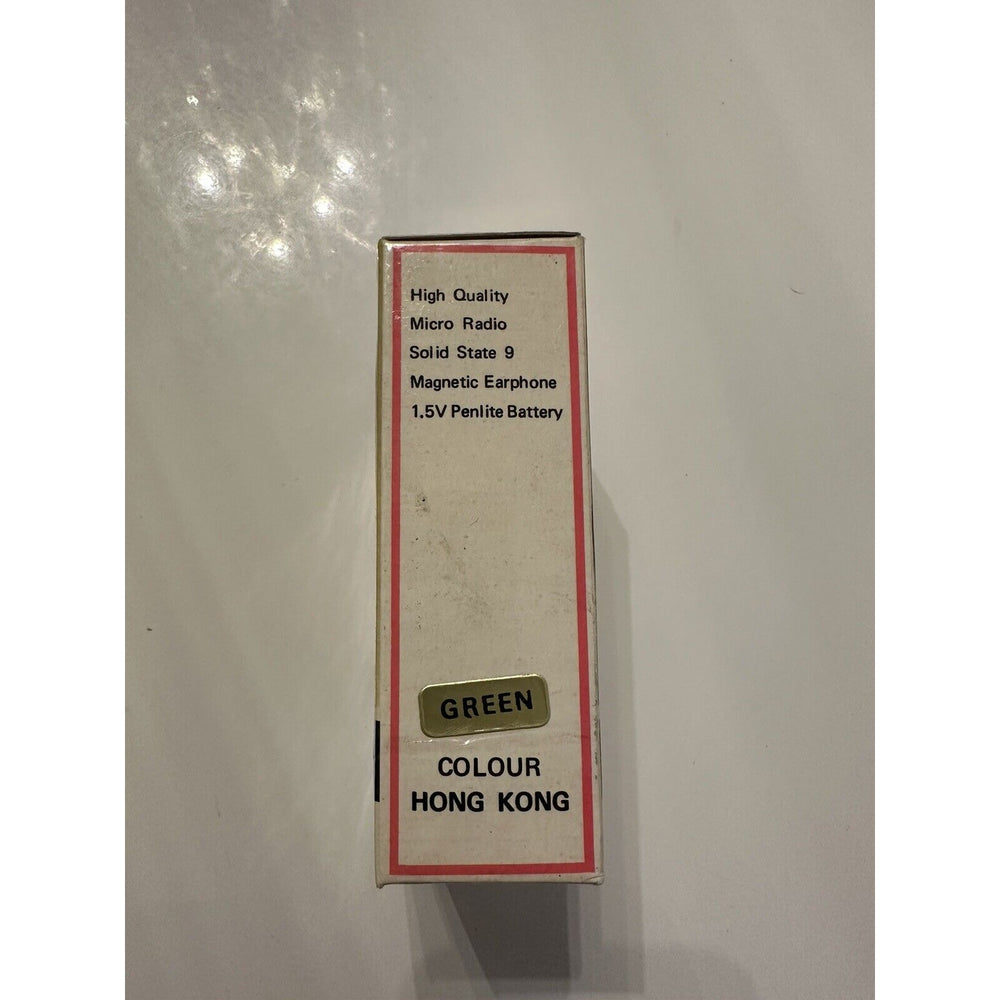 High Quality
Micro Radio
Solid State 9
Magnetic Earphone
1.5V Penlite Battery
GREEN
COLOUR
HONG KONG